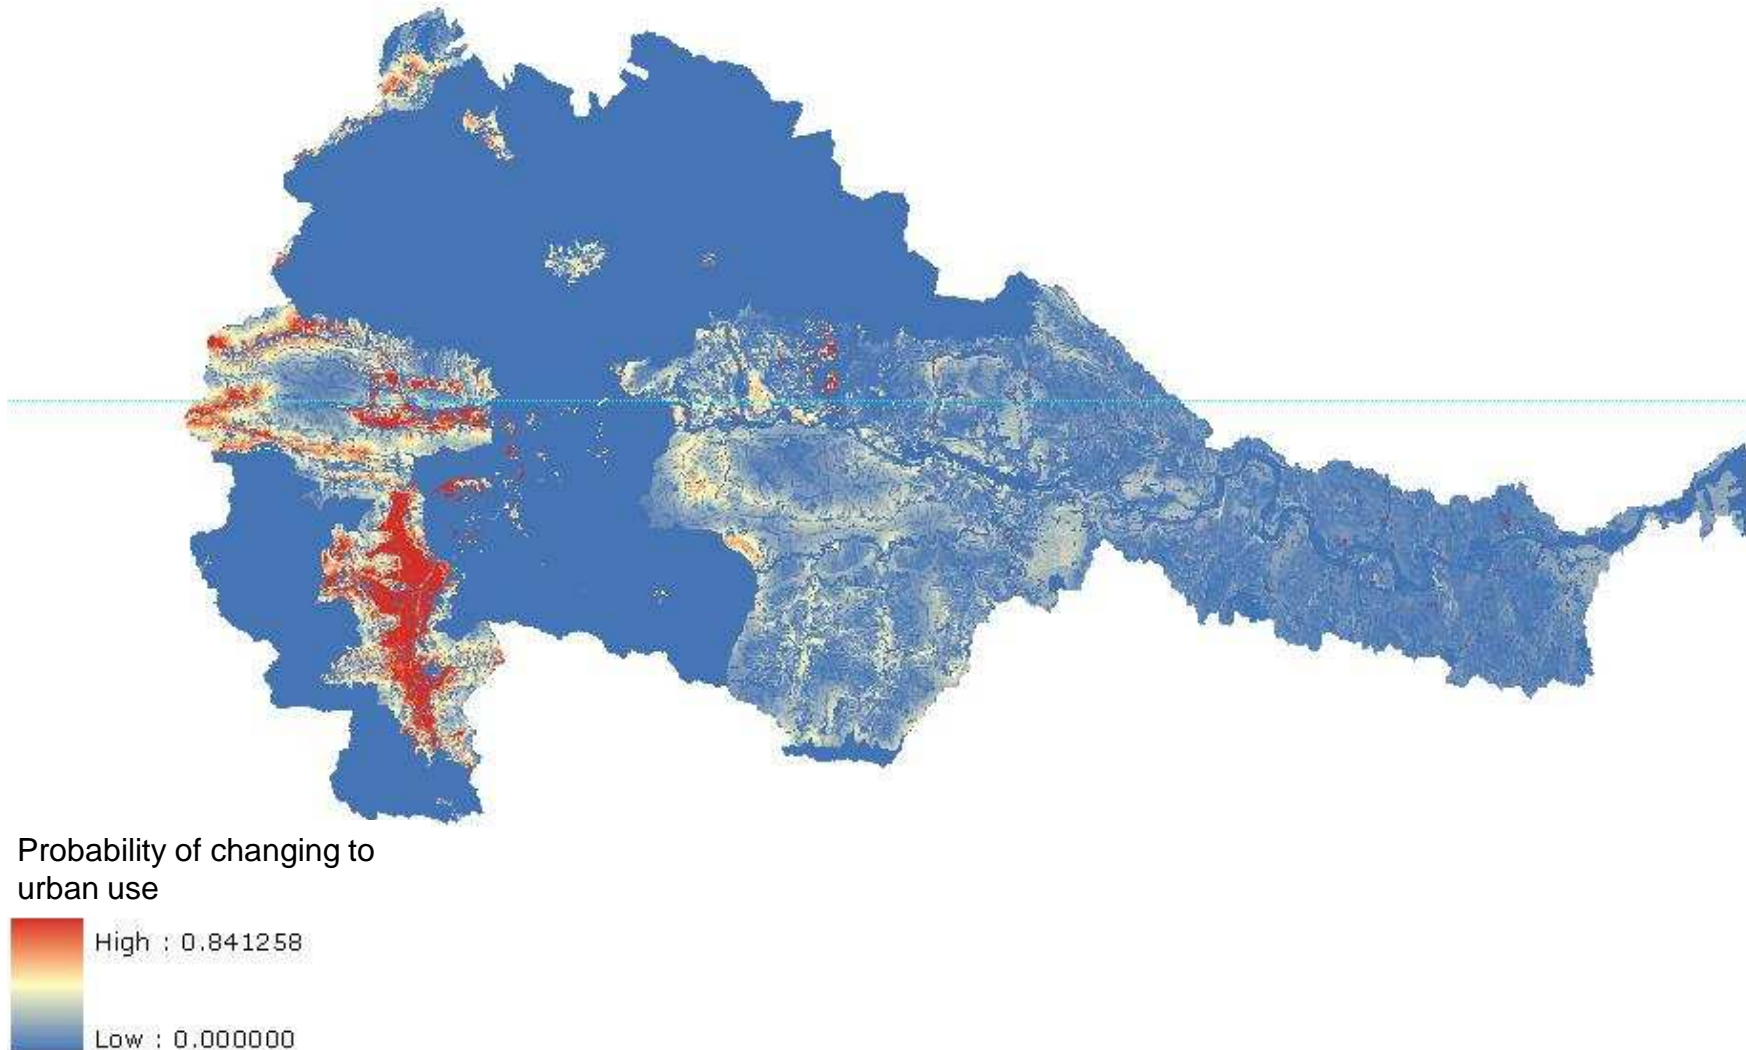 Probability of changing to
urban use
High : 0.841258
Low : 0.000000